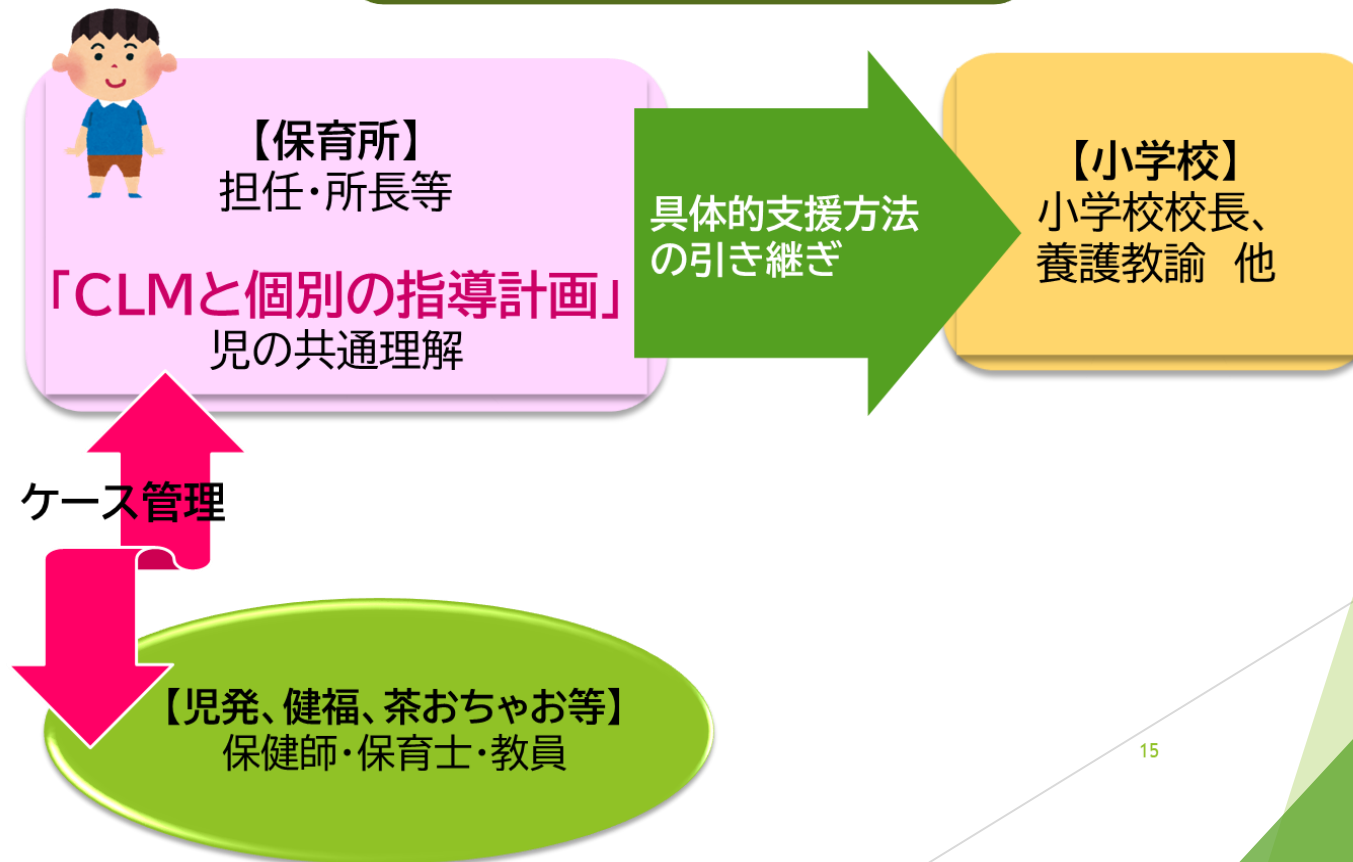 【保育所】
担任・所長等
「CLMと個別の指導計画」
児の共通理解
具体的支援方法
の引き継ぎ
【小学校】
小学校校長、
養護教諭　他
ケース管理
【児発、健福、茶おちゃお等】
保健師・保育士・教員
15